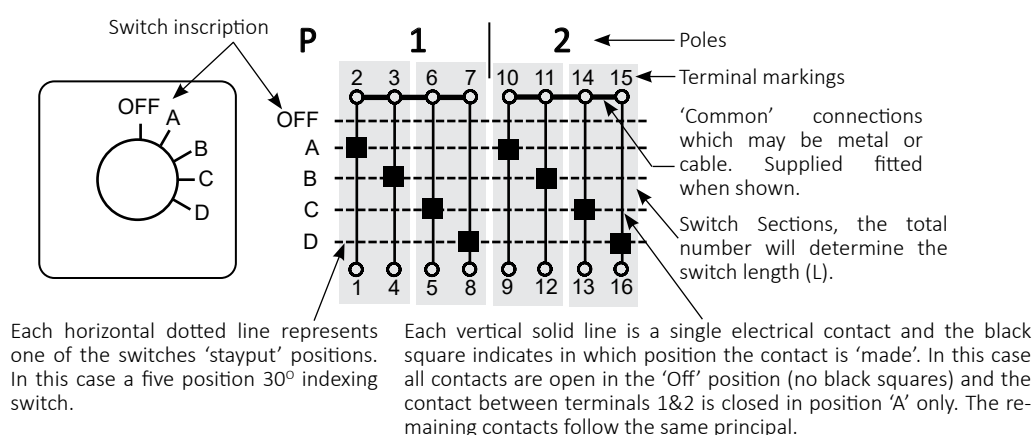 Switch inscription
P 1 2
Poles
2 3 6 7 10 11 14 15
Terminal markings
OFF
A
B
C
D
OFF
A
B
C
D
1 4 5 8 9 12 13 16
‘Common’ connections
which may be metal or
cable. Supplied fitted
when shown.
Switch Sections, the total
number will determine the
switch length (L).
Each horizontal dotted line represents
one of the switches ‘stayput’ positions.
In this case a five position 30⁰ indexing
switch.
Each vertical solid line is a single electrical contact and the black
square indicates in which position the contact is ‘made’. In this case
all contacts are open in the ‘Off’ position (no black squares) and the
contact between terminals 1&2 is closed in position ‘A’ only. The re-
maining contacts follow the same principal.